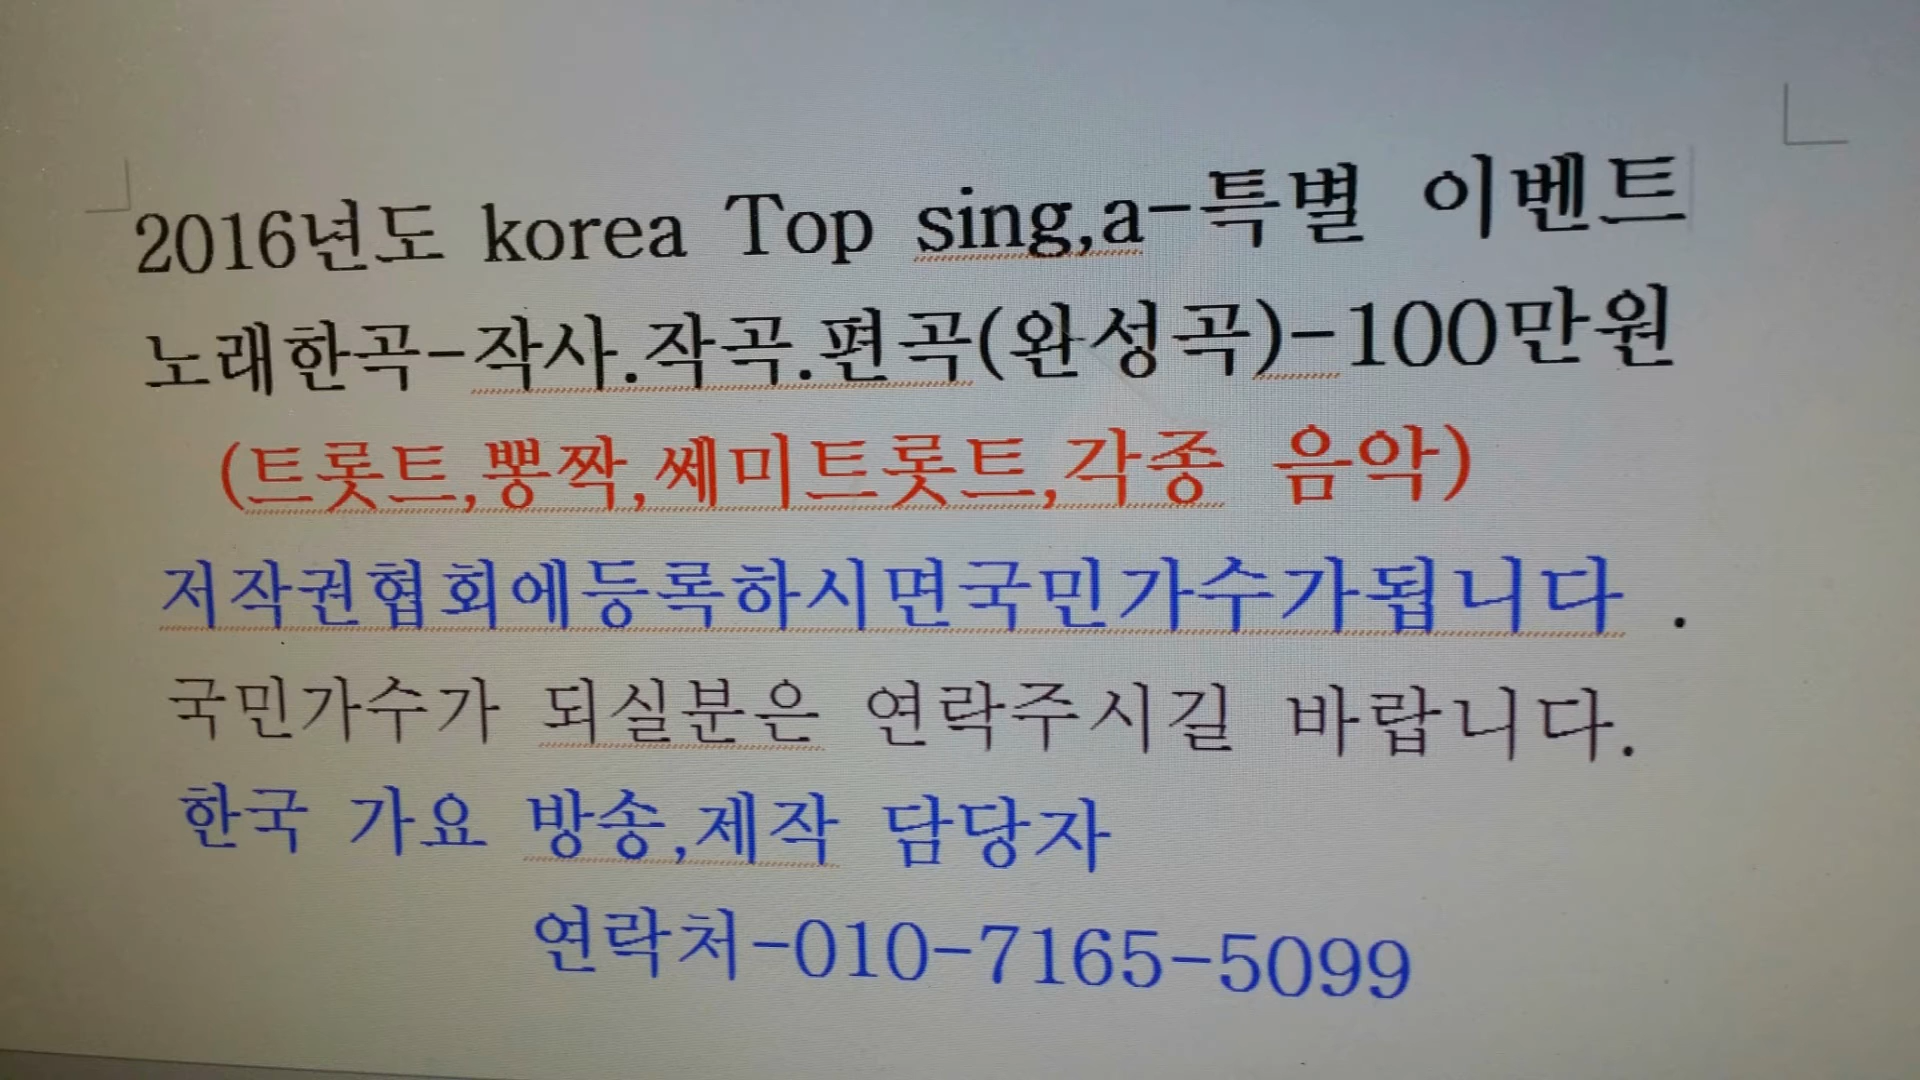 2016년도 korea Top sing,a-특별 이벤트
노래한곡-작사.작곡.편곡(완성곡)-100만원
(트롯트,뽕짝,쎄미트롯트,각종 음악)
저작권협회에등록하시면국민가수가됩니다 .
국민가수가 되실분은 연락주시길 바랍니다.
한국 가요 방송,제작 담당자
연락처-010-7165-5099